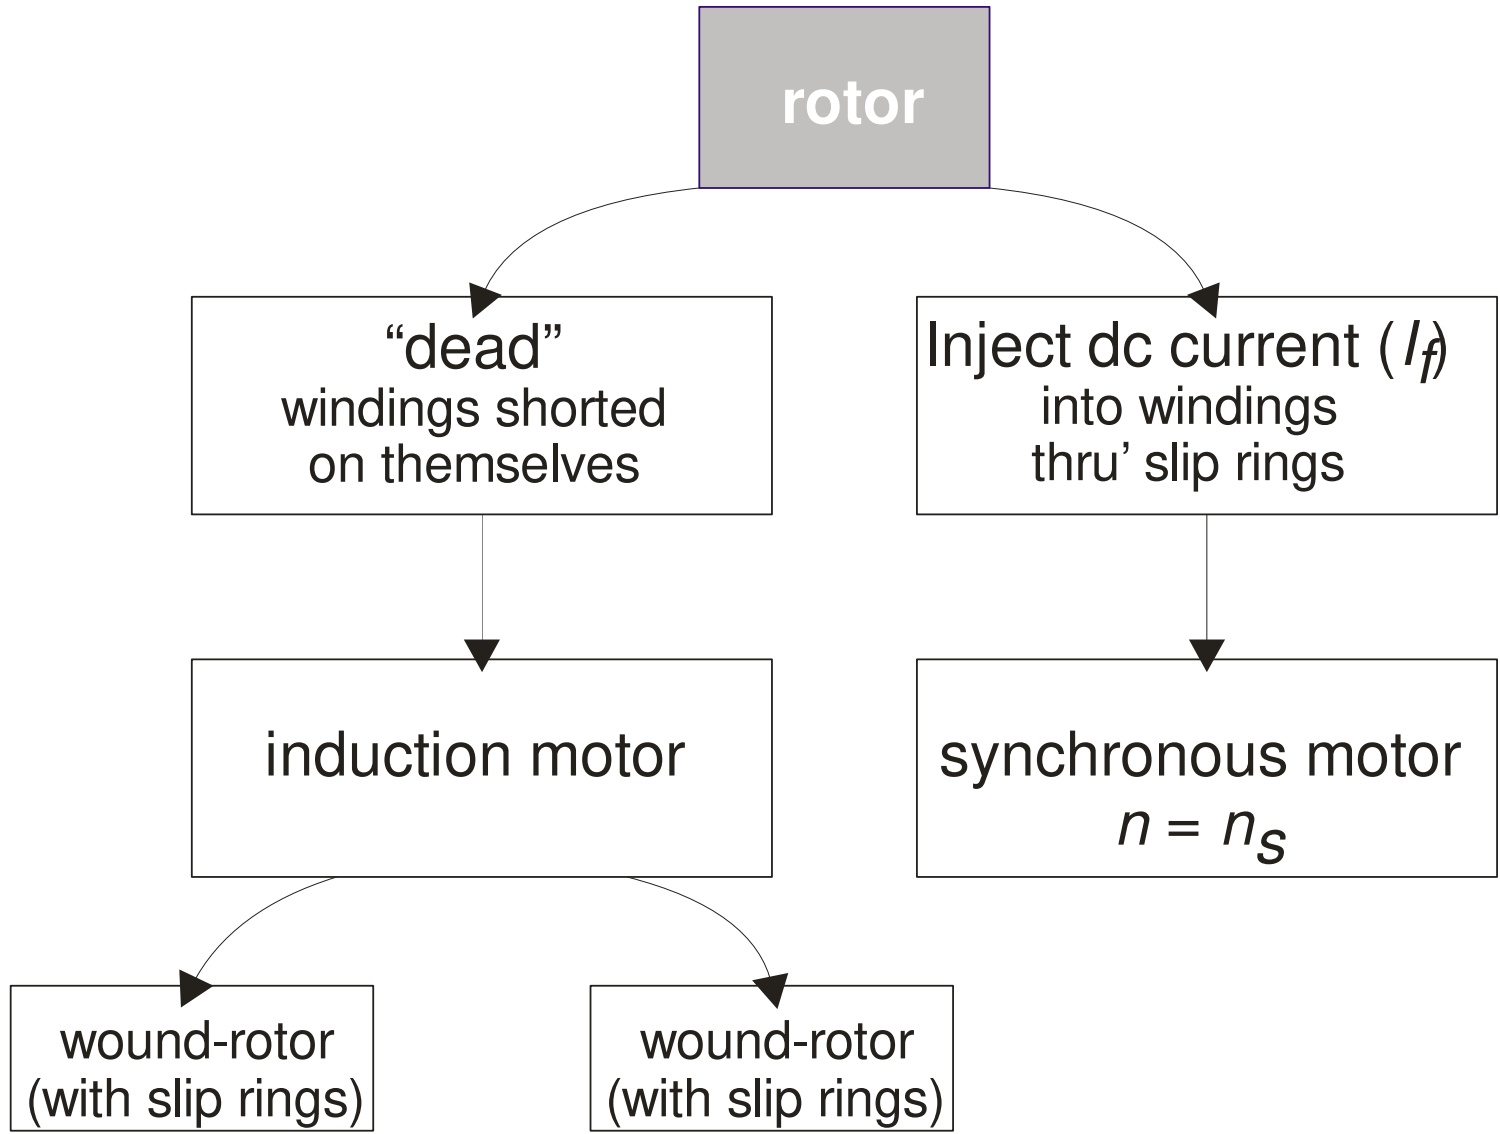 rotor
“dead”
windings shorted
on themselves
Inject dc current (If)
into windings
thru’ slip rings
induction motor
synchronous motor
n = ns
wound-rotor
(with slip rings)
wound-rotor
(with slip rings)